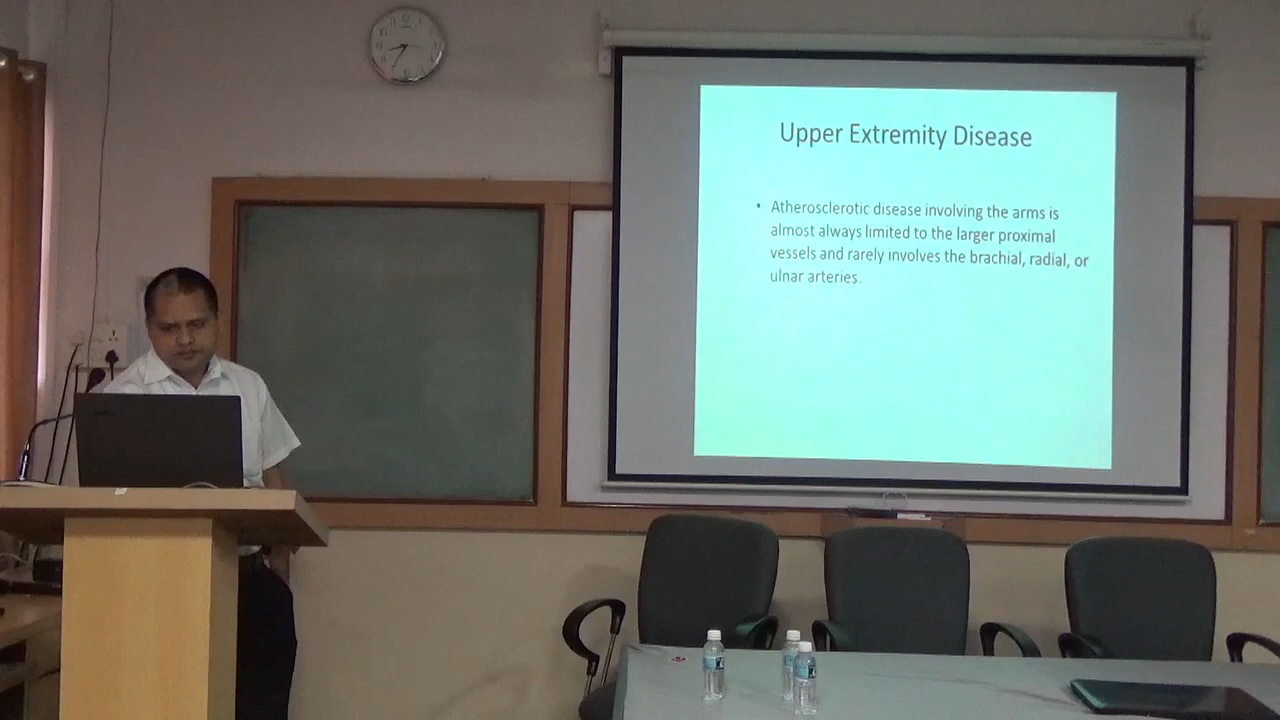 Upper Extremity Disease
• Atherosclerotic disease involving the arms is
almost always limited to the larger proximal
vessels and rarely involves the brachial, radial, or
ulnar arteries.